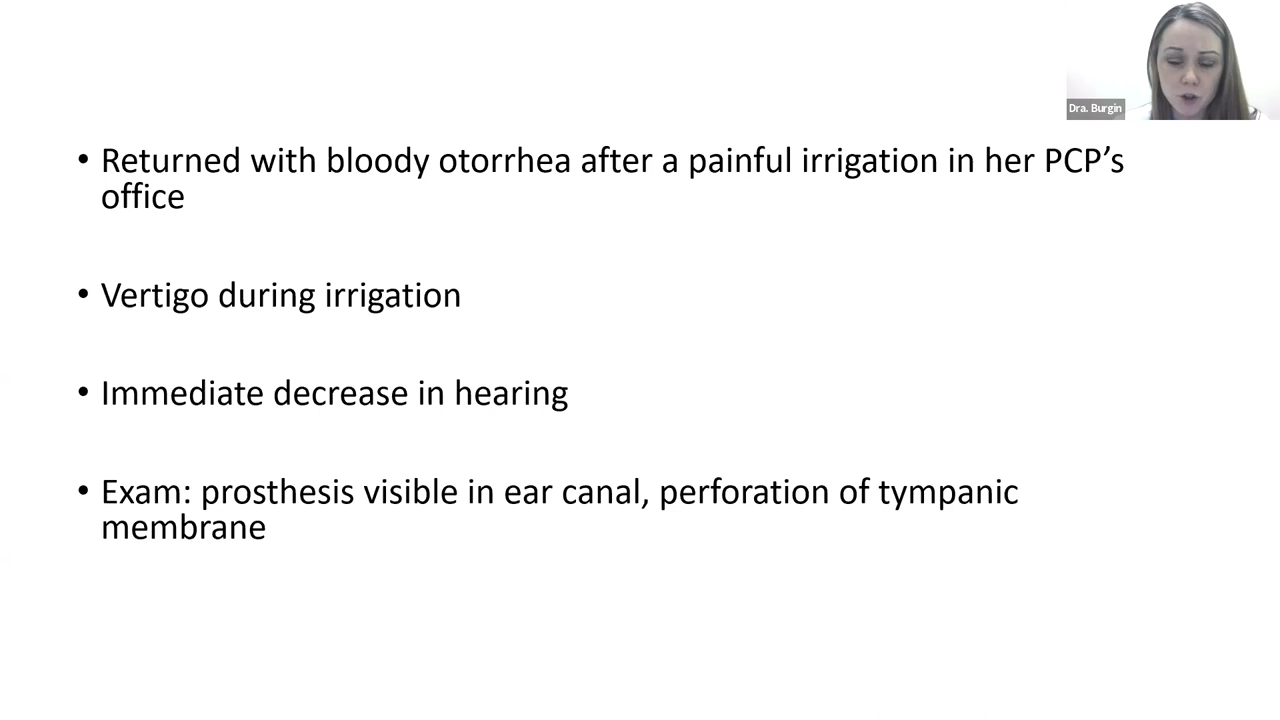 Dra. Burgin
• Returned with bloody otorrhea after a painful irrigation in her PCP’s
office
• Vertigo during irrigation
• Immediate decrease in hearing
• Exam: prosthesis visible in ear canal, perforation of tympanic
membrane